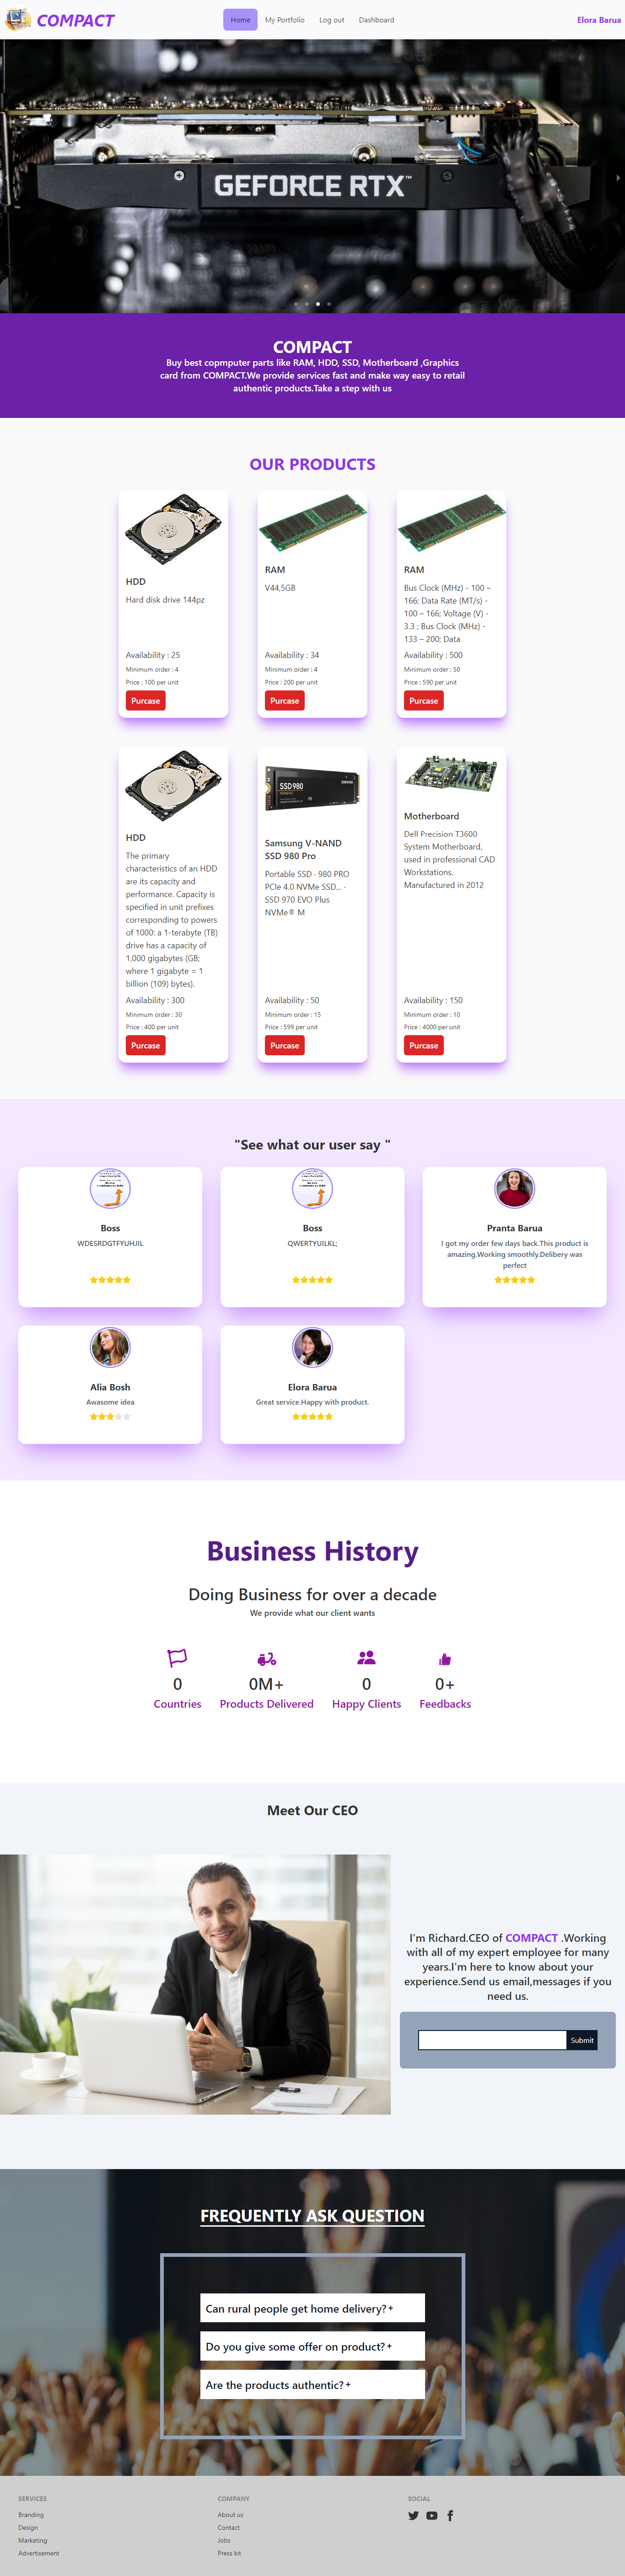 COMPACT
Home
My Portfolio
Log out
Dashboard
Elora Barua
GEFORCE RTX™
COMPACT
Buy best copmputer parts like RAM, HDD, SSD, Motherboard ,Graphics
card from COMPACT.We provide services fast and make way easy to retail
authentic products.Take a step with us
OUR PRODUCTS
HDD
Hard disk drive 144pz
Availability : 25
Minimum order : 4
Price : 100 per unit
Purcase
RAM
V44,5GB
Availability : 34
Minimum order : 4
Price : 200 per unit
Purcase
RAM
Bus Clock (MHz) - 100 –
166; Data Rate (MT/s) -
100 – 166; Voltage (V) -
3.3 ; Bus Clock (MHz) -
133 – 200; Data
Availability : 500
Minimum order : 50
Price : 590 per unit
Purcase
HDD
The primary
characteristics of an HDD
are its capacity and
performance. Capacity is
specified in unit prefixes
corresponding to powers
of 1000: a 1-terabyte (TB)
drive has a capacity of
1,000 gigabytes (GB;
where 1 gigabyte = 1
billion (109) bytes).
Availability : 300
Minimum order : 30
Price : 400 per unit
Purcase
SSD 980
Samsung V-NAND
SSD 980 Pro
Portable SSD · 980 PRO
PCIe 4.0 NVMe SSD... ·
SSD 970 EVO Plus
NVMe® M
Availability : 50
Minimum order : 15
Price : 599 per unit
Purcase
Motherboard
Dell Precision T3600
System Motherboard,
used in professional CAD
Workstations.
Manufactured in 2012
Availability : 150
Minimum order : 10
Price : 4000 per unit
Purcase
"See what our user say "
Boss
WDESRDGTFYUHJIL
Boss
QWERTYUILKL;
Pranta Barua
I got my order few days back.This product is
amazing.Working smoothly.Delibery was
perfect
Alia Bosh
Awasome idea
Elora Barua
Great service.Happy with product.
Business History
Doing Business for over a decade
We provide what our client wants
0
Countries
0M+
Products Delivered
0
Happy Clients
0+
Feedbacks
Meet Our CEO
I'm Richard.CEO of COMPACT .Working
with all of my expert employee for many
years.I'm here to know about your
experience.Send us email,messages if you
need us.
Submit
FREQUENTLY ASK QUESTION
Can rural people get home delivery? +
Do you give some offer on product? +
Are the products authentic? +
SERVICES
Branding
Design
Marketing
Advertisement
COMPANY
About us
Contact
Jobs
Press kit
SOCIAL